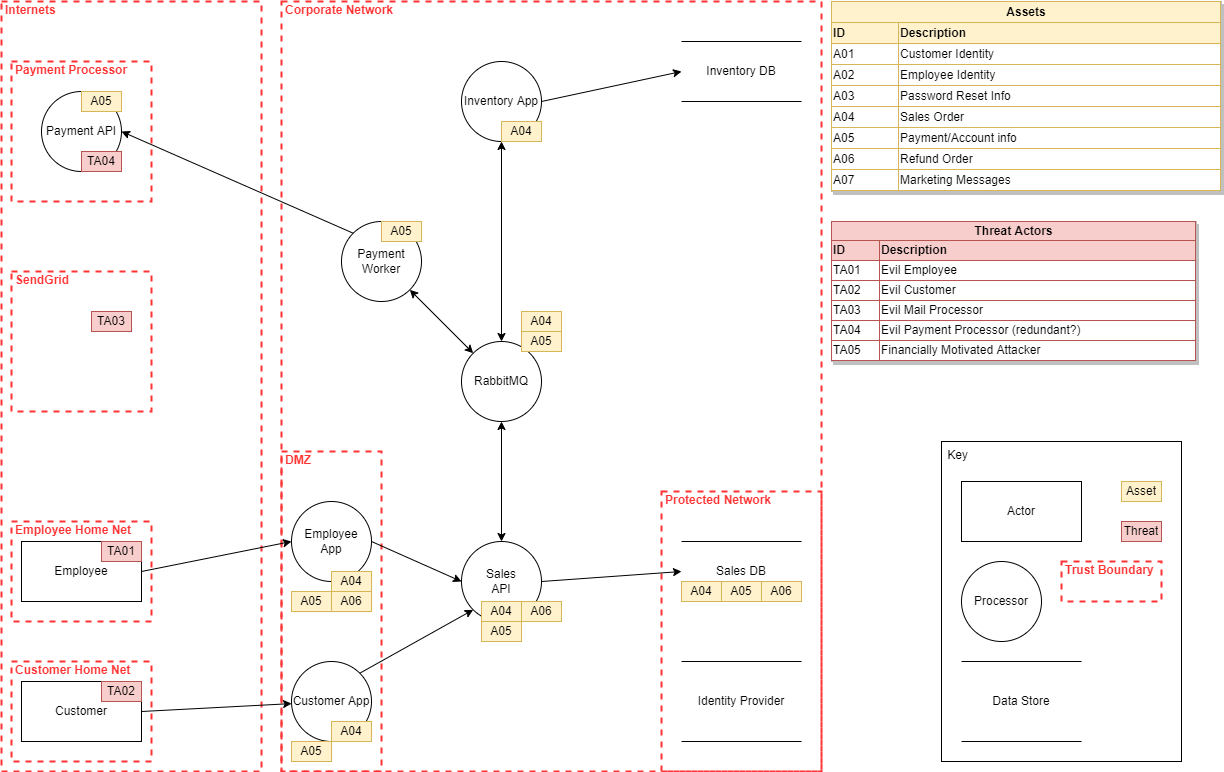 Internets
Corporate Network
Payment Processor
A05
Payment API
TA04
Inventory App
A04
Inventory DB
A05
Payment
Worker
SendGrid
TA03
A04
A05
RabbitMQ
DMZ
Employee Home Net
TA01
Employee
Employee
App
A04
A05
A06
Sales
API
A04
A06
A05
Protected Network
Sales DB
A04
A05
A06
Customer Home Net
TA02
Customer
Customer App
A04
A05
Identity Provider
Assets
ID Description
A01 Customer Identity
A02 Employee Identity
A03 Password Reset Info
A04 Sales Order
A05 Payment/Account info
A06 Refund Order
A07 Marketing Messages
Threat Actors
ID Description
TA01 Evil Employee
TA02 Evil Customer
TA03 Evil Mail Processor
TA04 Evil Payment Processor (redundant?)
TA05 Financially Motivated Attacker
Key
Actor
Asset
Threat
Trust Boundary
Processor
Data Store